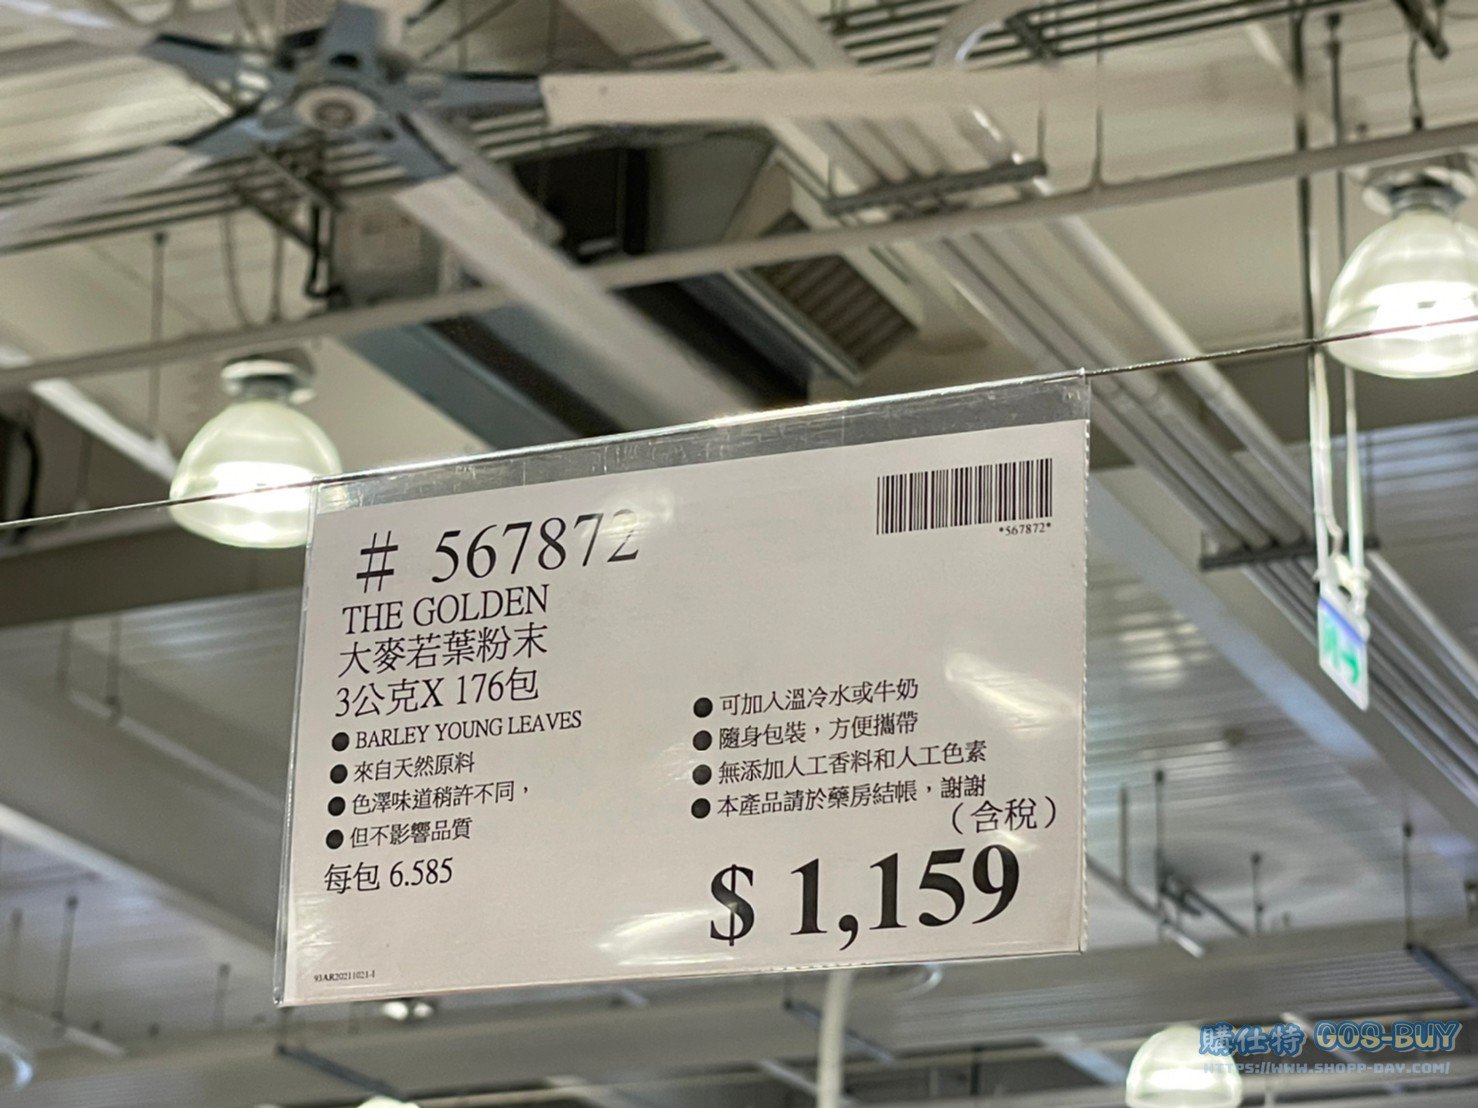 # 567872
*567872*
THE GOLDEN
大麥若葉粉末
3公克X 176包
● BARLEY YOUNG LEAVES
● 來自天然原料
● 色澤味道稍許不同，
● 但不影響品質
每包 6.585
● 可加入溫冷水或牛奶
● 隨身包裝，方便攜帶
● 無添加人工香料和人工色素
● 本產品請於藥房結帳，謝謝
（含稅）
$ 1,159
93AR20211021-1
購仕特 GOS-BUY
HTTPS://WWW.SHOPP-DAY.COM/